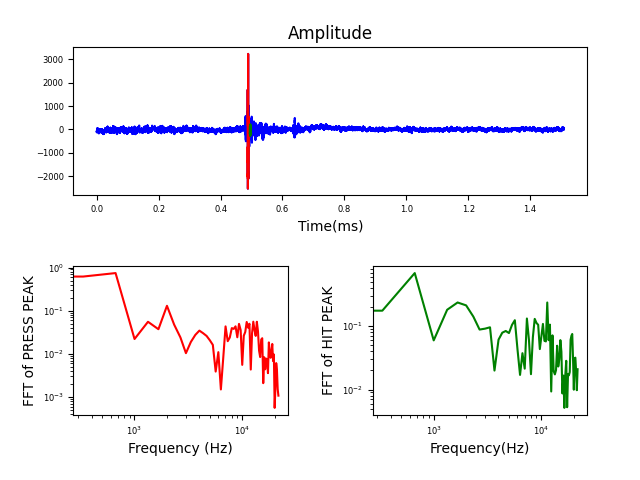 Amplitude
3000
2000
1000
0
−1000
−2000
0.0 0.2 0.4 0.6 0.8 1.0 1.2 1.4
Time(ms)
FFT of PRESS PEAK
10⁰
10⁻¹
10⁻²
10⁻³
10³ 10⁴
Frequency (Hz)
FFT of HIT PEAK
10⁻¹
10⁻²
10³ 10⁴
Frequency(Hz)